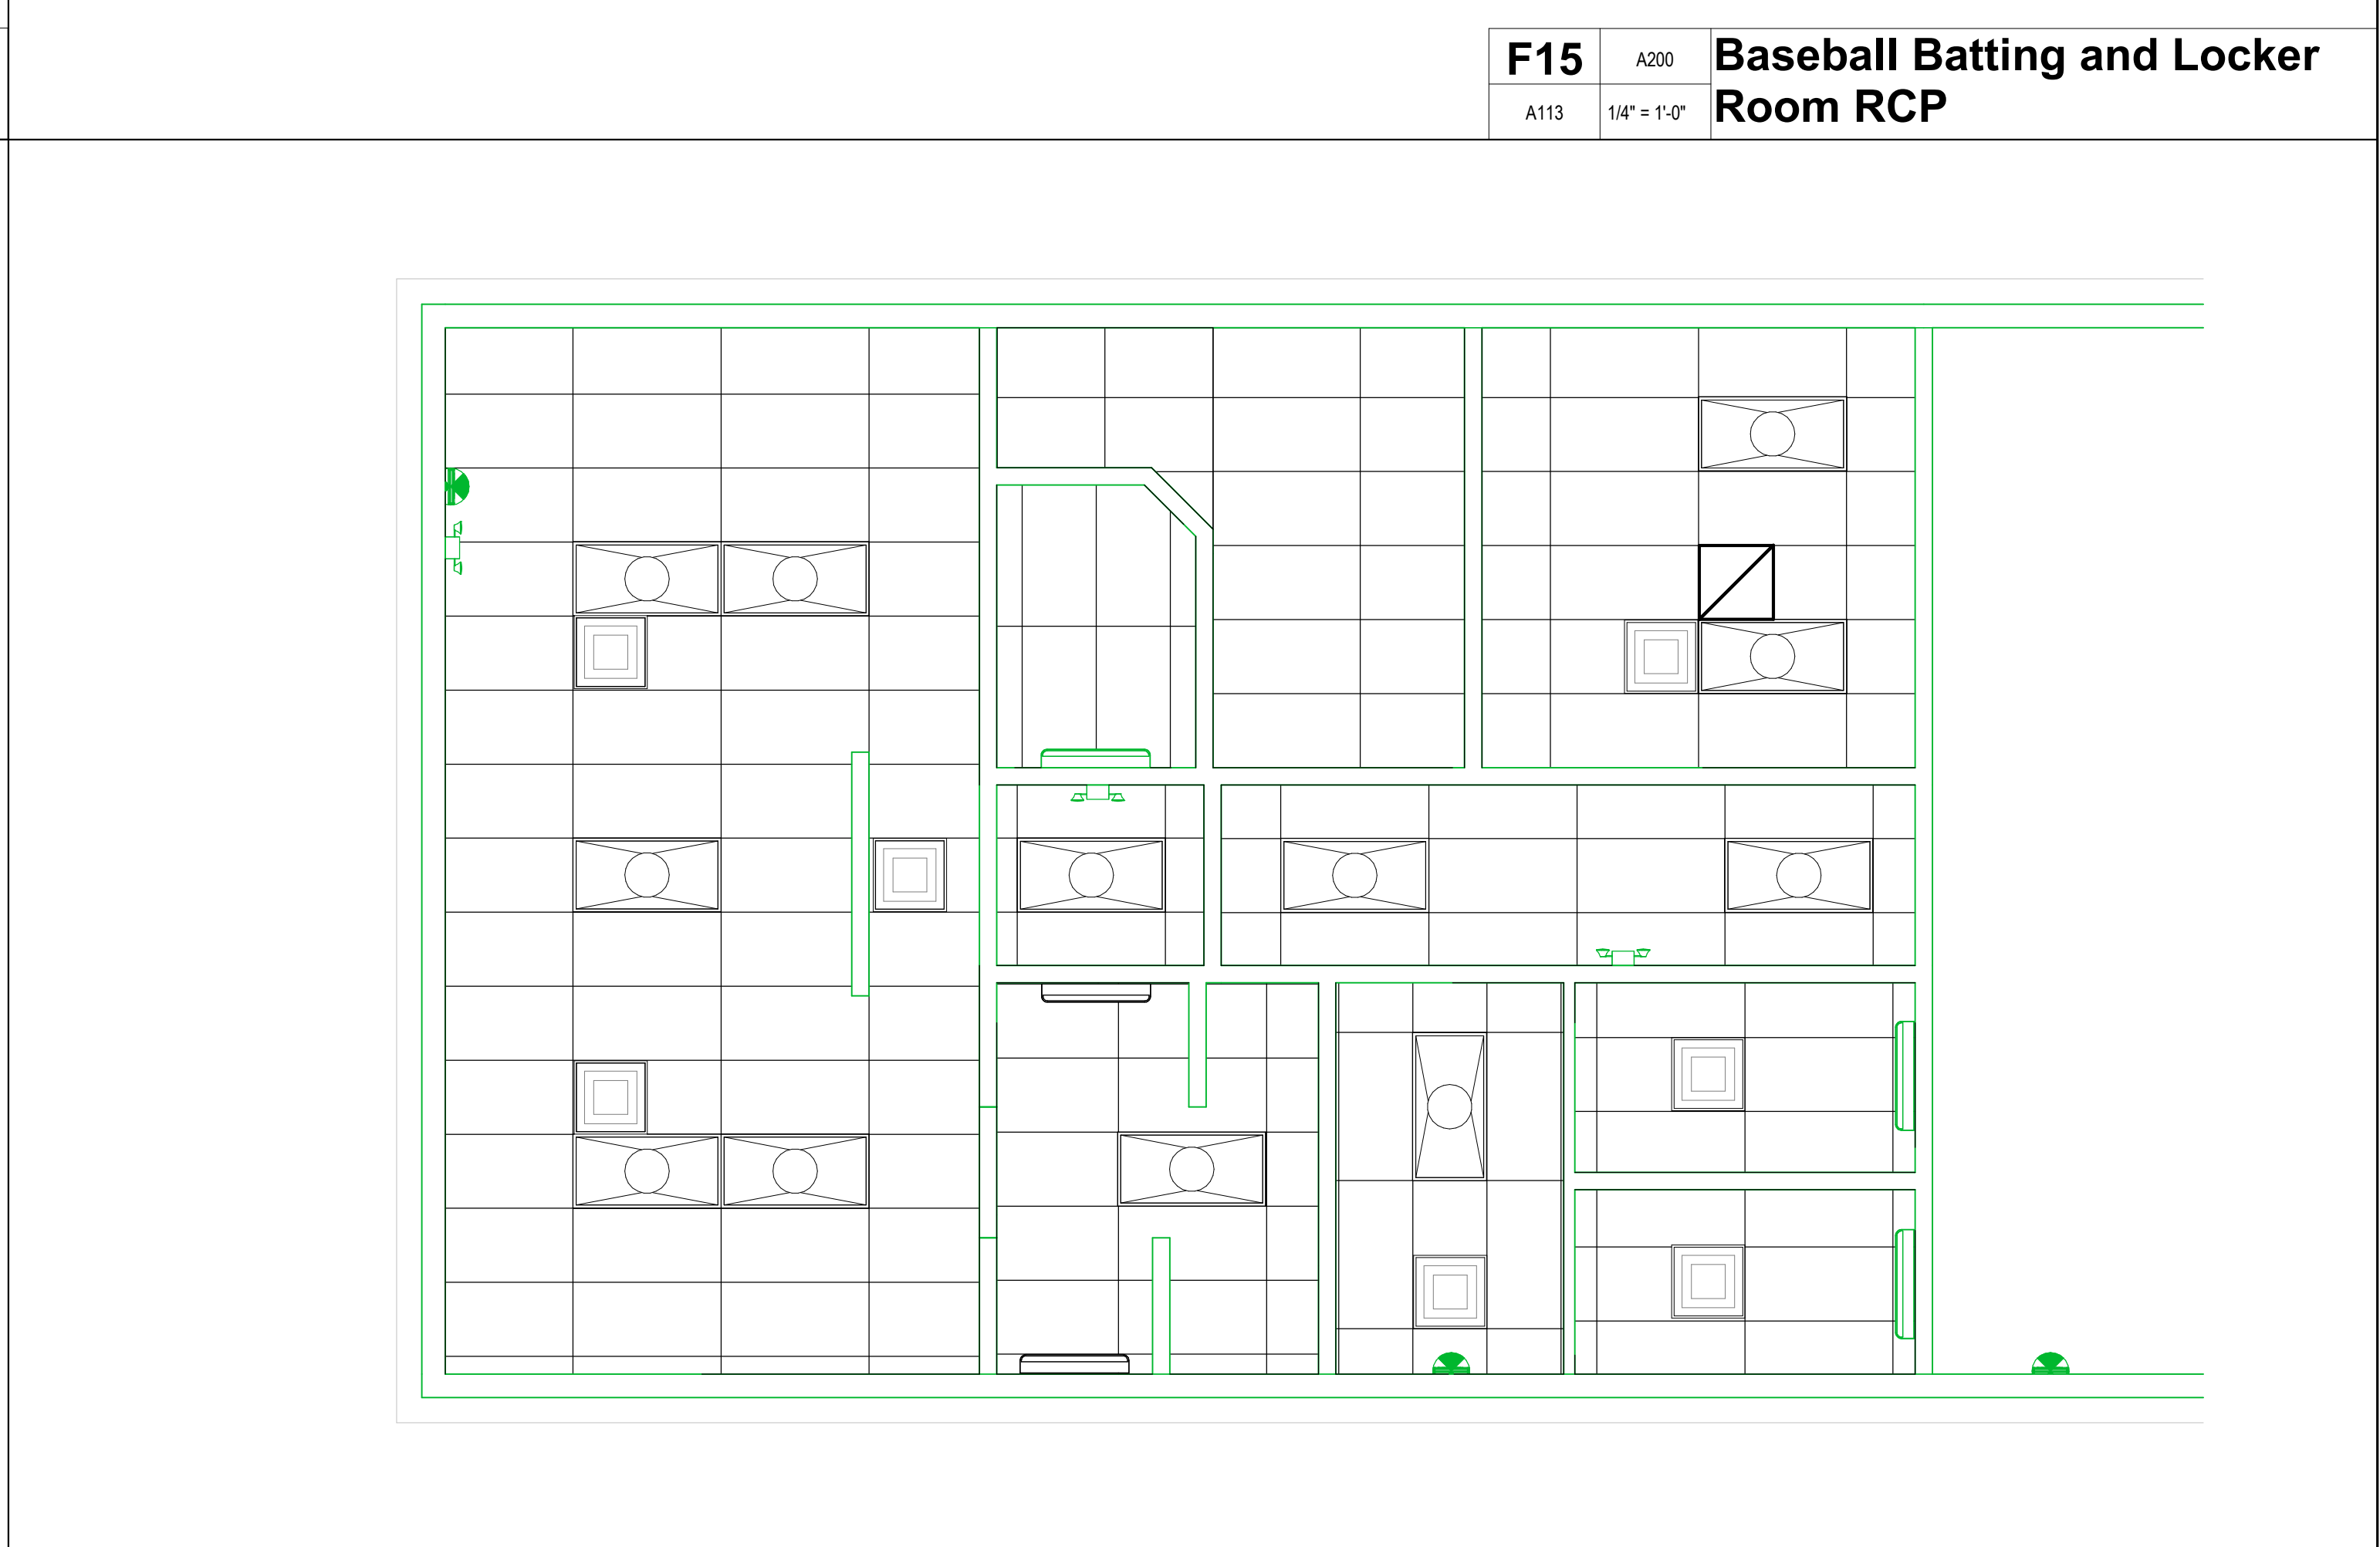 F15
A200
Baseball Batting and Locker
Room RCP
A113
1/4" = 1'-0"